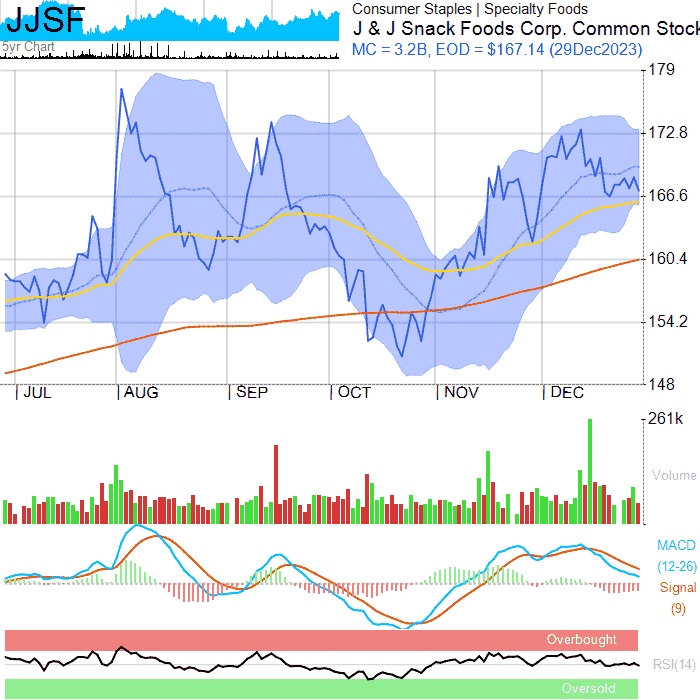 JJSF
5yr Chart
Consumer Staples | Specialty Foods
J & J Snack Foods Corp. Common Stock
MC = 3.2B, EOD = $167.14 (29Dec2023)
179
172.8
166.6
160.4
154.2
148
JUL AUG SEP OCT NOV DEC
261k
Volume
MACD
(12-26)
Signal
(9)
Overbought
RSI(14)
Oversold